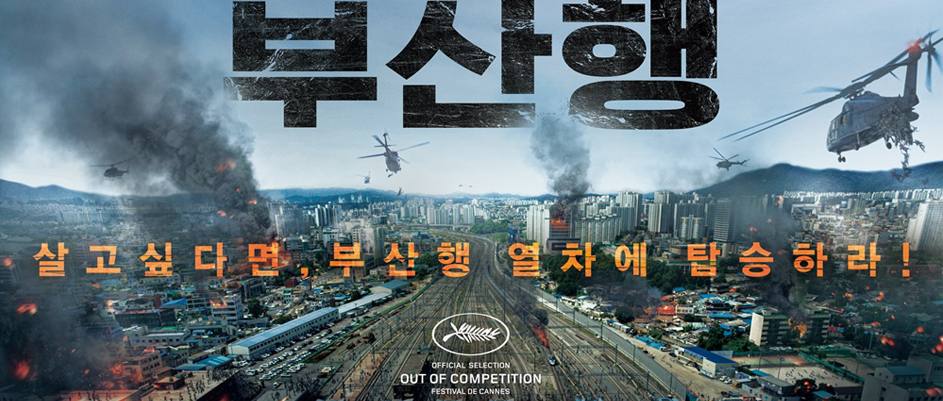 부산행
살고싶다면, 부산행 열차에 탑승하라!
OFFICIAL SELECTION
OUT OF COMPETITION
FESTIVAL DE CANNES